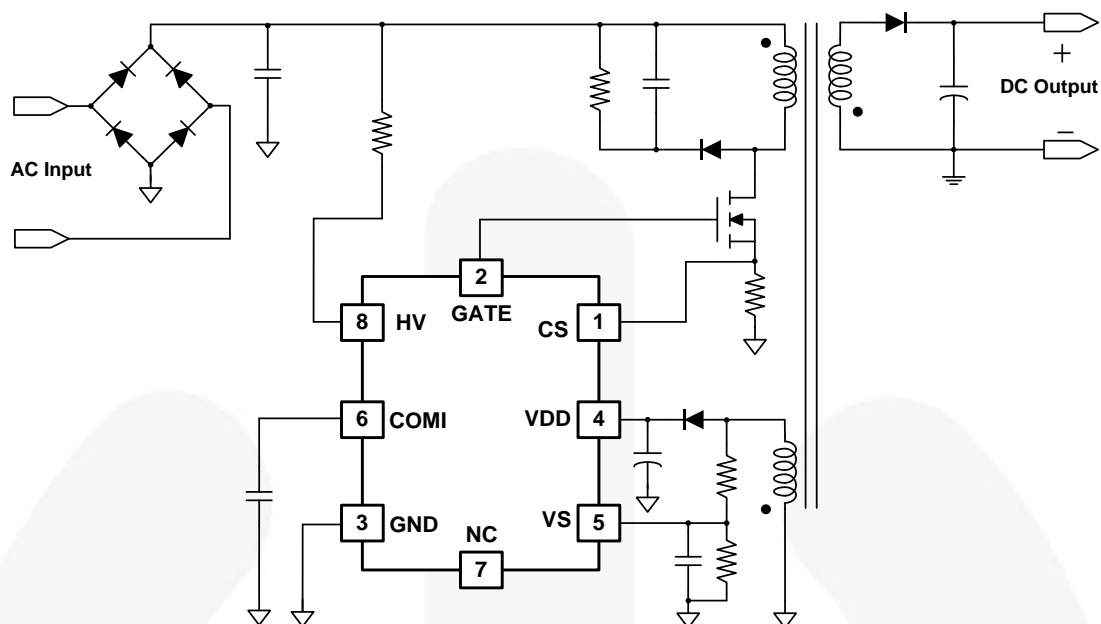 +
DC Output
−
AC Input
2
GATE
8 HV
CS 1
6 COMI
VDD 4
3 GND
VS 5
NC
7